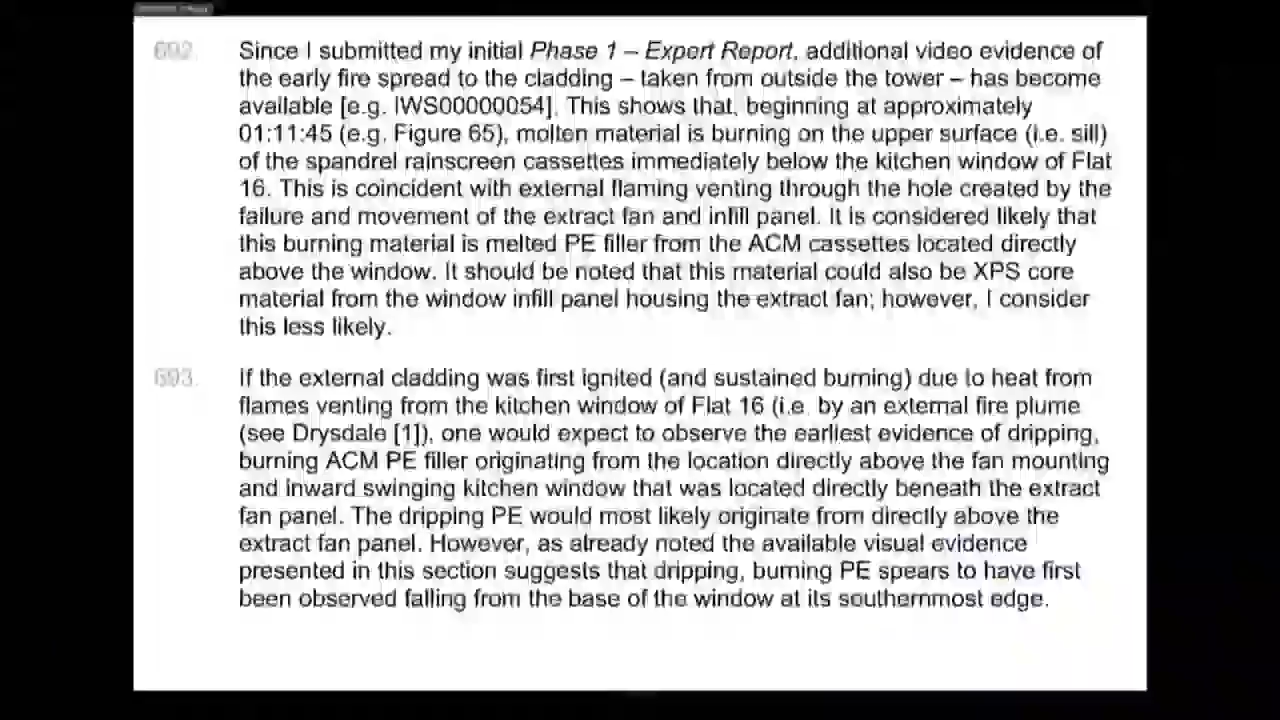 692. Since I submitted my initial Phase 1 – Expert Report, additional video evidence of
the early fire spread to the cladding – taken from outside the tower – has become
available [e.g. IWS00000054]. This shows that, beginning at approximately
01:11:45 (e.g. Figure 65), molten material is burning on the upper surface (i.e. sill)
of the spandrel rainscreen cassettes immediately below the kitchen window of Flat
16. This is coincident with external flaming venting through the hole created by the
failure and movement of the extract fan and infill panel. It is considered likely that
this burning material is melted PE filler from the ACM cassettes located directly
above the window. It should be noted that this material could also be XPS core
material from the window infill panel housing the extract fan; however, I consider
this less likely.
693. If the external cladding was first ignited (and sustained burning) due to heat from
flames venting from the kitchen window of Flat 16 (i.e. by an external fire plume
(see Drysdale [1]), one would expect to observe the earliest evidence of dripping,
burning ACM PE filler originating from the location directly above the fan mounting
and inward swinging kitchen window that was located directly beneath the extract
fan panel. The dripping PE would most likely originate from directly above the
extract fan panel. However, as already noted the available visual evidence
presented in this section suggests that dripping, burning PE spears to have first
been observed falling from the base of the window at its southernmost edge.